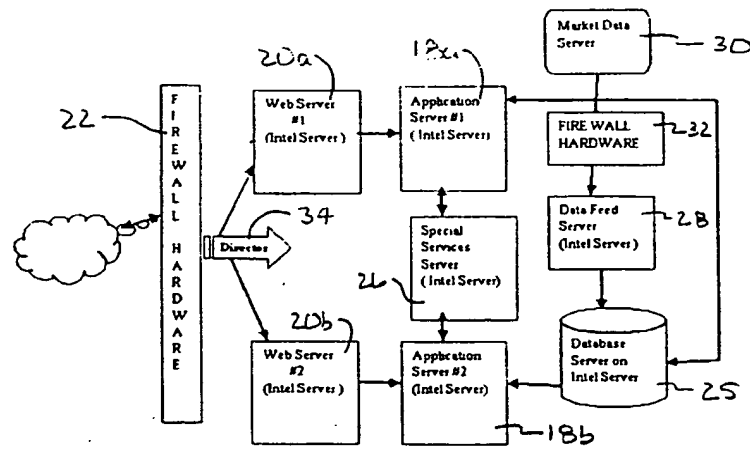 20a
18a
Market Data
Server
30
22
FIREWALL HARDWARE
Web Server
#1
(Intel Server)
Application
Server #1
(Intel Server)
FIRE WALL
HARDWARE
32
34
Director
Special
Services
Server
(Intel Server)
26
Data Feed
Server
(Intel Server)
28
20b
Web Server
#2
(Intel Server)
Application
Server #2
(Intel Server)
Database
Server on
Intel Server
25
18b